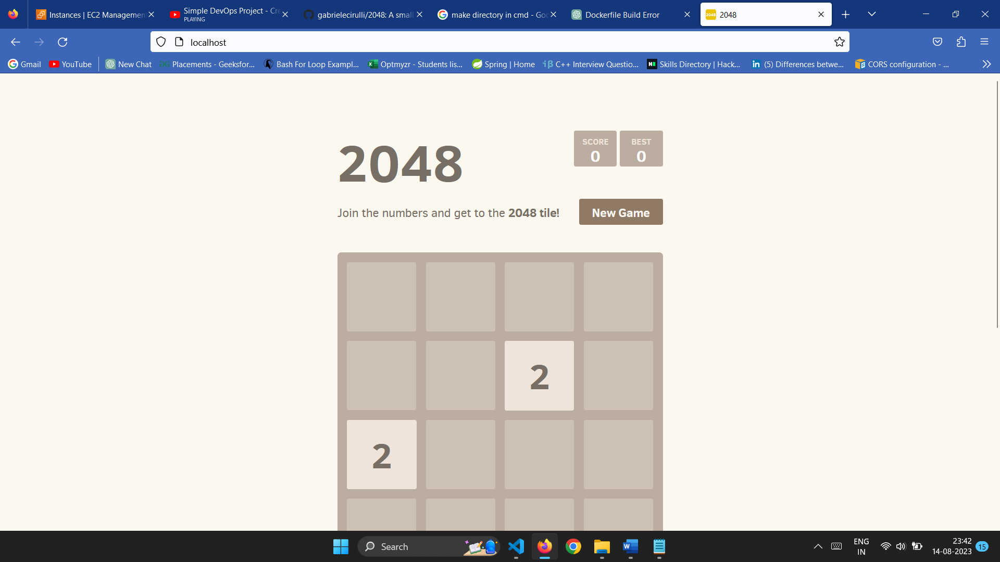 Instances | EC2 Managemen
Simple DevOps Project - Cre
PLAYING
gabrielecirulli/2048: A small
make directory in cmd - Goo
Dockerfile Build Error
2048
2048
localhost
Gmail
YouTube
New Chat
Placements - Geeksfor...
Bash For Loop Exampl...
Optmyzr - Students lis...
Spring | Home
C++ Interview Questio...
Skills Directory | Hack...
(5) Differences betwe...
CORS configuration - ...
2048
SCORE
0
BEST
0
Join the numbers and get to the 2048 tile!
New Game
2
2
Search
ENG
IN
23:42
14-08-2023
15